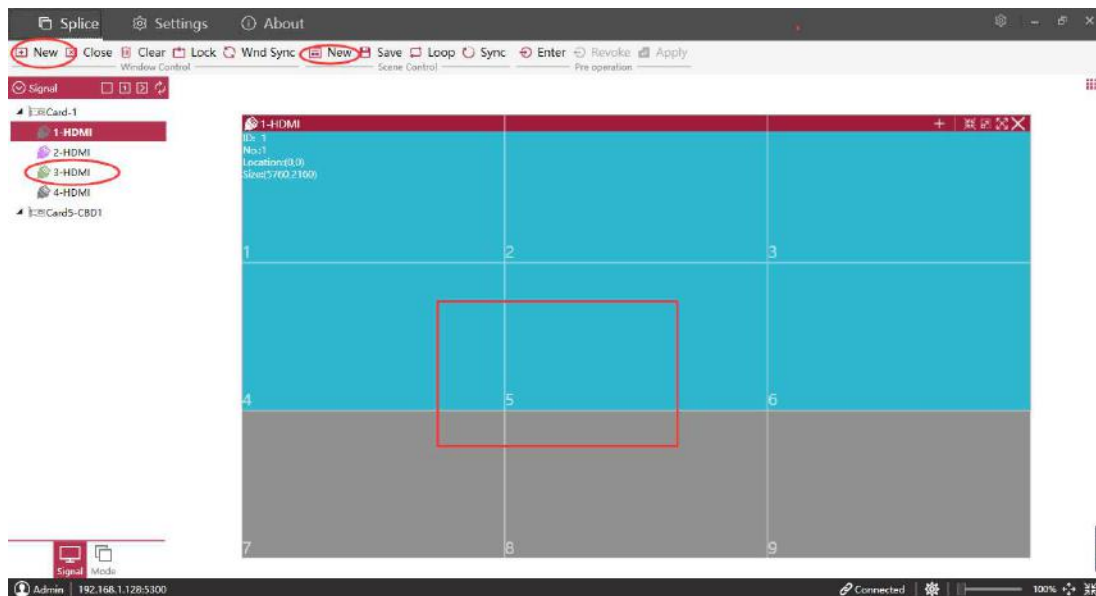 Splice Settings About
New Close Clear Lock Wnd Sync New Save Loop Sync Enter Revoke Apply
Window Control Scene Control Pre operation
Signal
Card-1
1-HDMI
2-HDMI
3-HDMI
4-HDMI
Card5-CBD1
1-HDMI
ID: 1
No.:1
Location:(0,0)
Size:(5760,2160)
1 2 3
4 5 6
7 8 9
Signal Mode
Admin 192.168.1.128:5300 Connected 100%